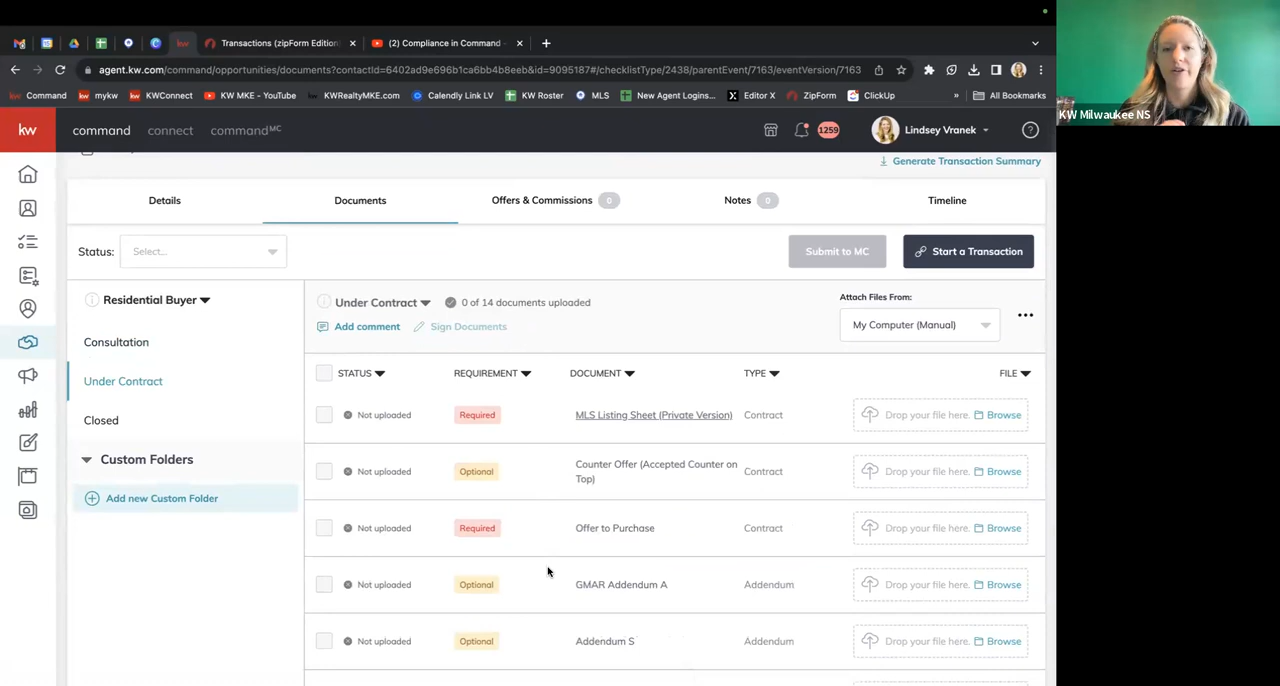 Transactions (zipForm Edition)
(2) Compliance in Command
agent.kw.com/command/opportunities/documents?contactId=6402ad9e696b1ca6bb4b8eeb&id=9095187#/checklistType/2438/parentEvent/7163/eventVersion/7163
Command mykw KWConnect KW MKE - YouTube KWRealtyMKE.com Calendly Link LV KW Roster MLS New Agent Logins... Editor X ZipForm ClickUp » All Bookmarks
KW Milwaukee NS
kw command connect commandMC 1259 Lindsey Vranek
Generate Transaction Summary
Details Documents Offers & Commissions 0 Notes 0 Timeline
Status: Select... Submit to MC Start a Transaction
Residential Buyer
Consultation
Under Contract
Closed
Custom Folders
Add new Custom Folder
Under Contract 0 of 14 documents uploaded
Add comment Sign Documents
Attach Files From:
My Computer (Manual)
STATUS REQUIREMENT DOCUMENT TYPE FILE
Not uploaded Required MLS Listing Sheet (Private Version) Contract Drop your file here. Browse
Not uploaded Optional Counter Offer (Accepted Counter on
Top) Contract Drop your file here. Browse
Not uploaded Required Offer to Purchase Contract Drop your file here. Browse
Not uploaded Optional GMAR Addendum A Addendum Drop your file here. Browse
Not uploaded Optional Addendum S Addendum Drop your file here. Browse